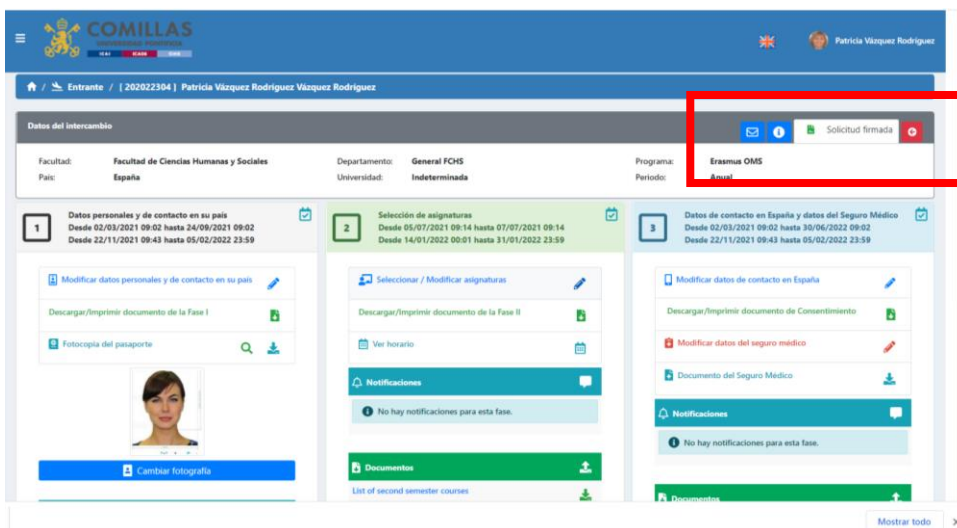 COMILLAS
UNIVERSIDAD PONTIFICIA
ICAI ICADE CIHS
Patricia Vázquez Rodríguez
/ Entrante / [ 202022304 ] Patricia Vázquez Rodríguez Vázquez Rodríguez
Datos del intercambio
Solicitud firmada
Facultad: Facultad de Ciencias Humanas y Sociales
Departamento: General FCHS
Programa: Erasmus OMS
País: España
Universidad: Indeterminada
Periodo: Anual
1
Datos personales y de contacto en su país
Desde 02/03/2021 09:02 hasta 24/09/2021 09:02
Desde 22/11/2021 09:43 hasta 05/02/2022 23:59
Modificar datos personales y de contacto en su país
Descargar/Imprimir documento de la Fase I
Fotocopia del pasaporte
Cambiar fotografía
2
Selección de asignaturas
Desde 05/07/2021 09:14 hasta 07/07/2021 09:14
Desde 14/01/2022 00:01 hasta 31/01/2022 23:59
Seleccionar / Modificar asignaturas
Descargar/Imprimir documento de la Fase II
Ver horario
Notificaciones
No hay notificaciones para esta fase.
Documentos
List of second semester courses
3
Datos de contacto en España y datos del Seguro Médico
Desde 02/03/2021 09:02 hasta 30/06/2022 09:02
Desde 22/11/2021 09:43 hasta 05/02/2022 23:59
Modificar datos de contacto en España
Descargar/Imprimir documento de Consentimiento
Modificar datos del seguro médico
Documento del Seguro Médico
Notificaciones
No hay notificaciones para esta fase.
Documentos
Mostrar todo